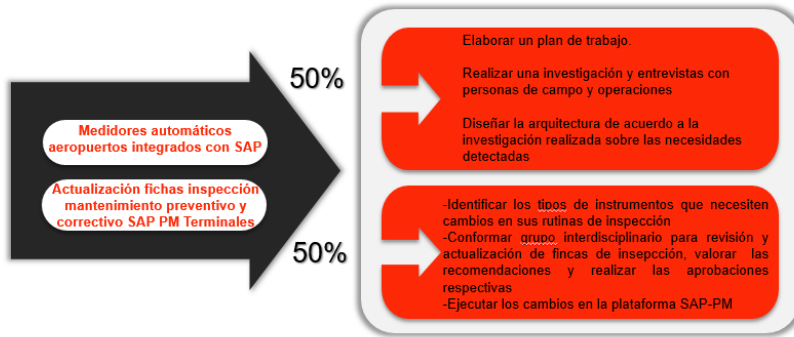 50%
Medidores automáticos
aeropuertos integrados con SAP
Actualización fichas inspección
mantenimiento preventivo y
correctivo SAP PM Terminales
50%
Elaborar un plan de trabajo.
Realizar una investigación y entrevistas con
personas de campo y operaciones
Diseñar la arquitectura de acuerdo a la
investigación realizada sobre las necesidades
detectadas
-Identificar los tipos de instrumentos que necesiten
cambios en sus rutinas de inspección
-Conformar grupo interdisciplinario para revisión y
actualización de fincas de insepcción, valorar las
recomendaciones y realizar las aprobaciones
respectivas
-Ejecutar los cambios en la plataforma SAP-PM